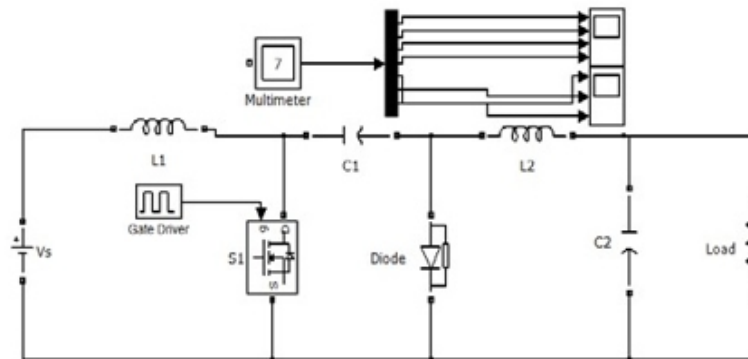 7
Multimeter
L1
C1
L2
Gate Driver
+
Vs
S1
g
D
S
Diode
C2
Load